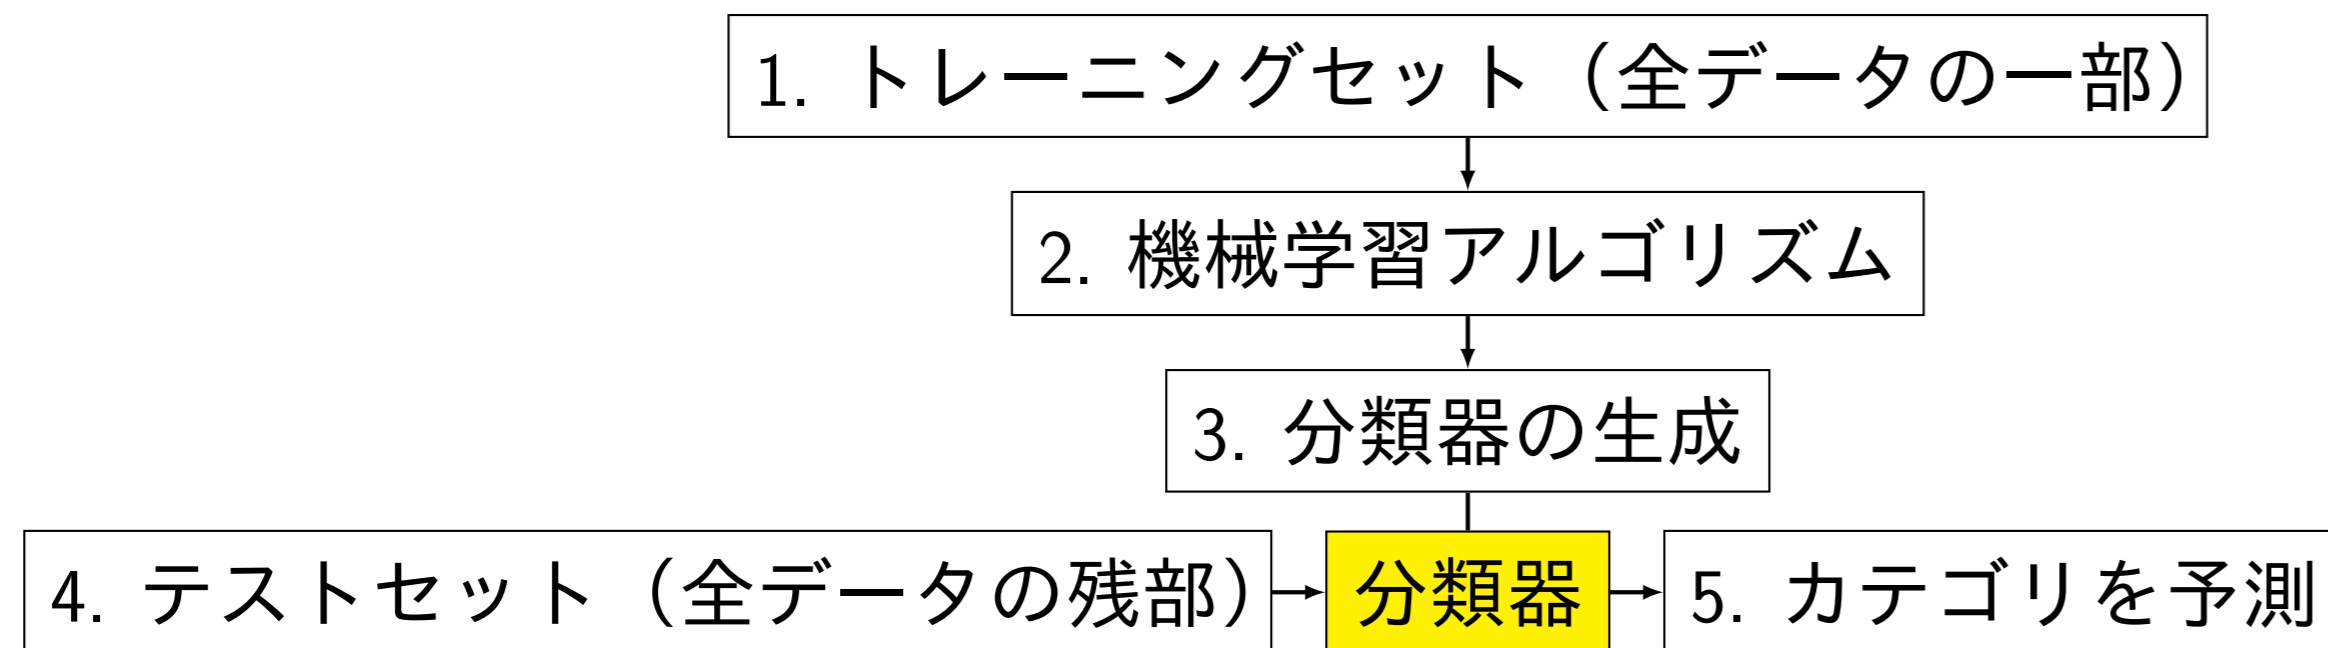 1. トレーニングセット（全データの一部）
2. 機械学習アルゴリズム
3. 分類器の生成
4. テストセット（全データの残部）
分類器
5. カテゴリを予測